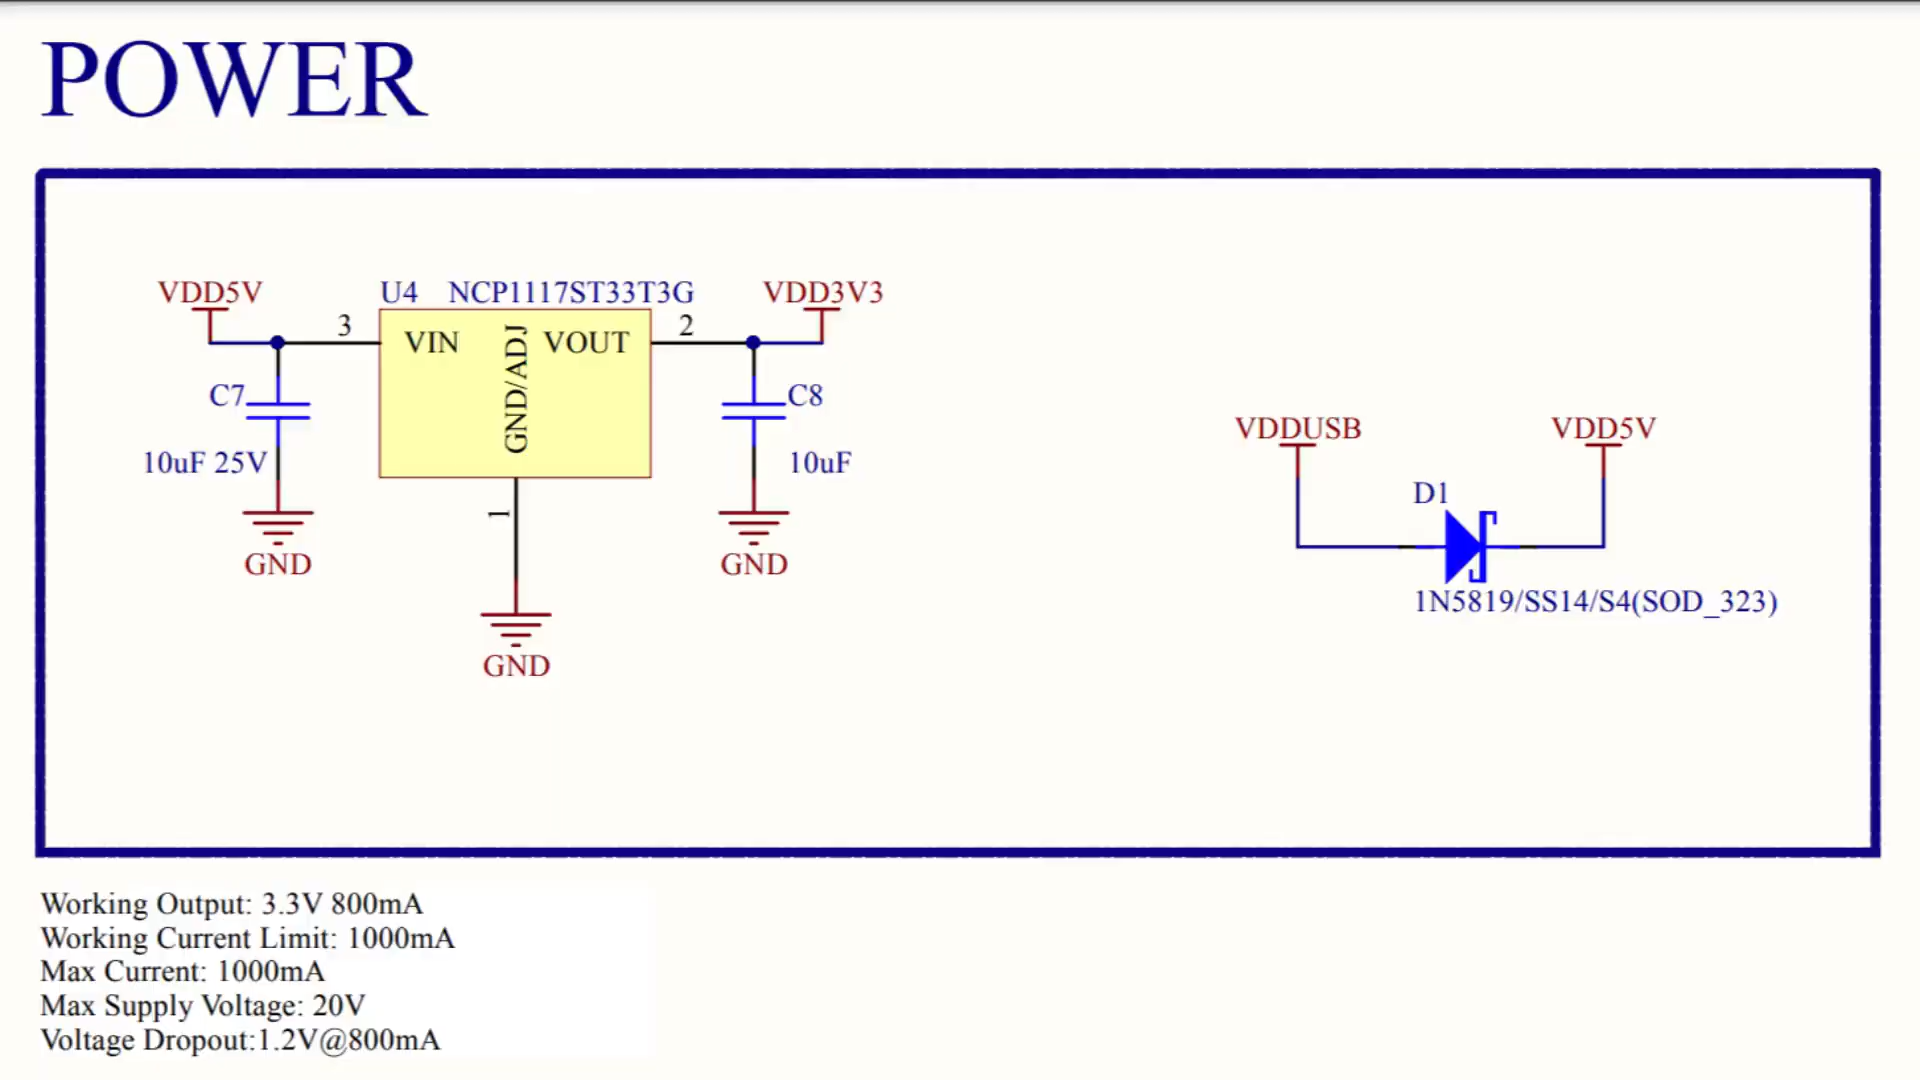 POWER
VDD5V
U4 NCP1117ST33T3G
VDD3V3
3
VIN
GND/ADJ
VOUT
2
C7
10uF 25V
GND
1
GND
C8
10uF
GND
VDDUSB
VDD5V
D1
1N5819/SS14/S4(SOD_323)
Working Output: 3.3V 800mA
Working Current Limit: 1000mA
Max Current: 1000mA
Max Supply Voltage: 20V
Voltage Dropout:1.2V@800mA